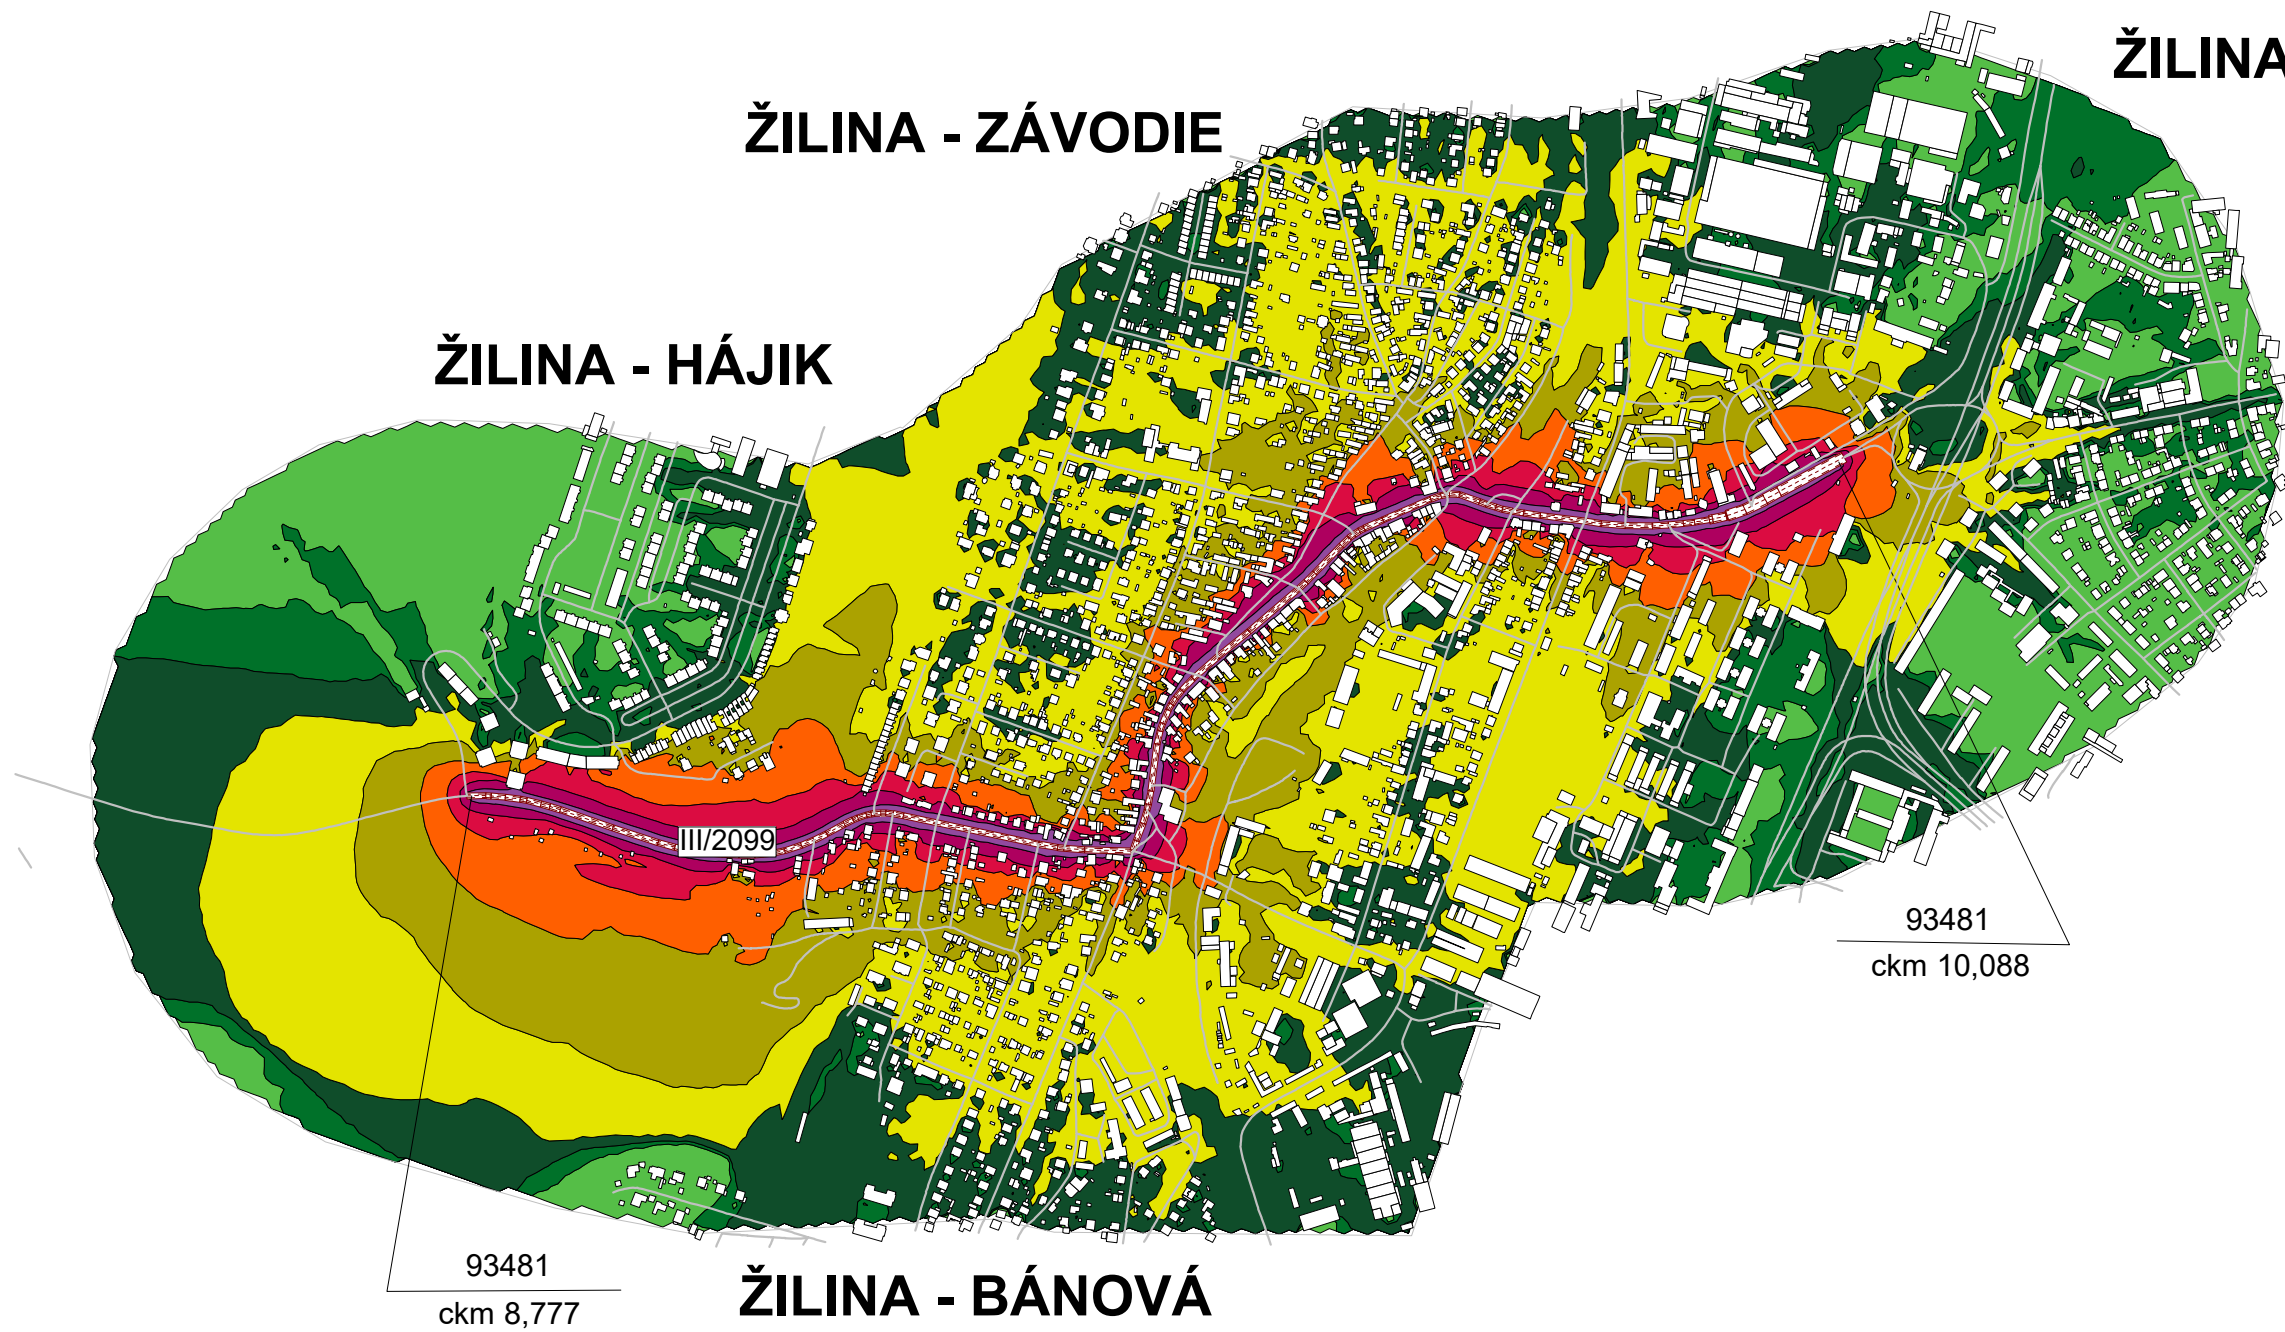 ŽILINA
ŽILINA - ZÁVODIE
ŽILINA - HÁJIK
III/2099
93481
ckm 10,088
93481
ckm 8,777
ŽILINA - BÁNOVÁ